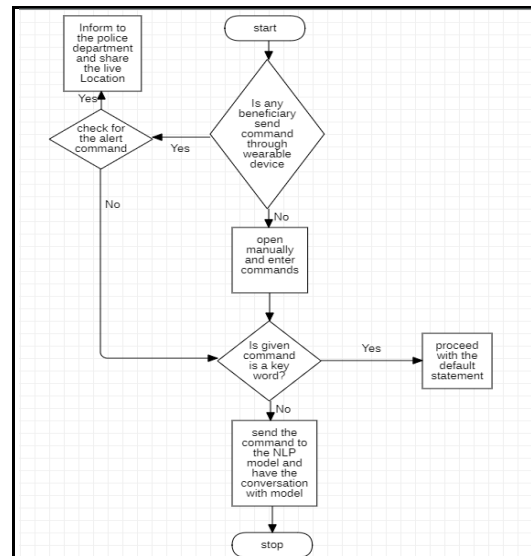 start
Inform to
the police
department
and share
the live
Location
Yes
check for
the alert
command
Yes
Is any
beneficiary
send
command
through
wearable
device
No
No
open
manually
and enter
commands
Is given
command
is a key
word?
Yes
proceed
with the
default
statement
No
send the
command to
the NLP
model and
have the
conversation
with model
stop